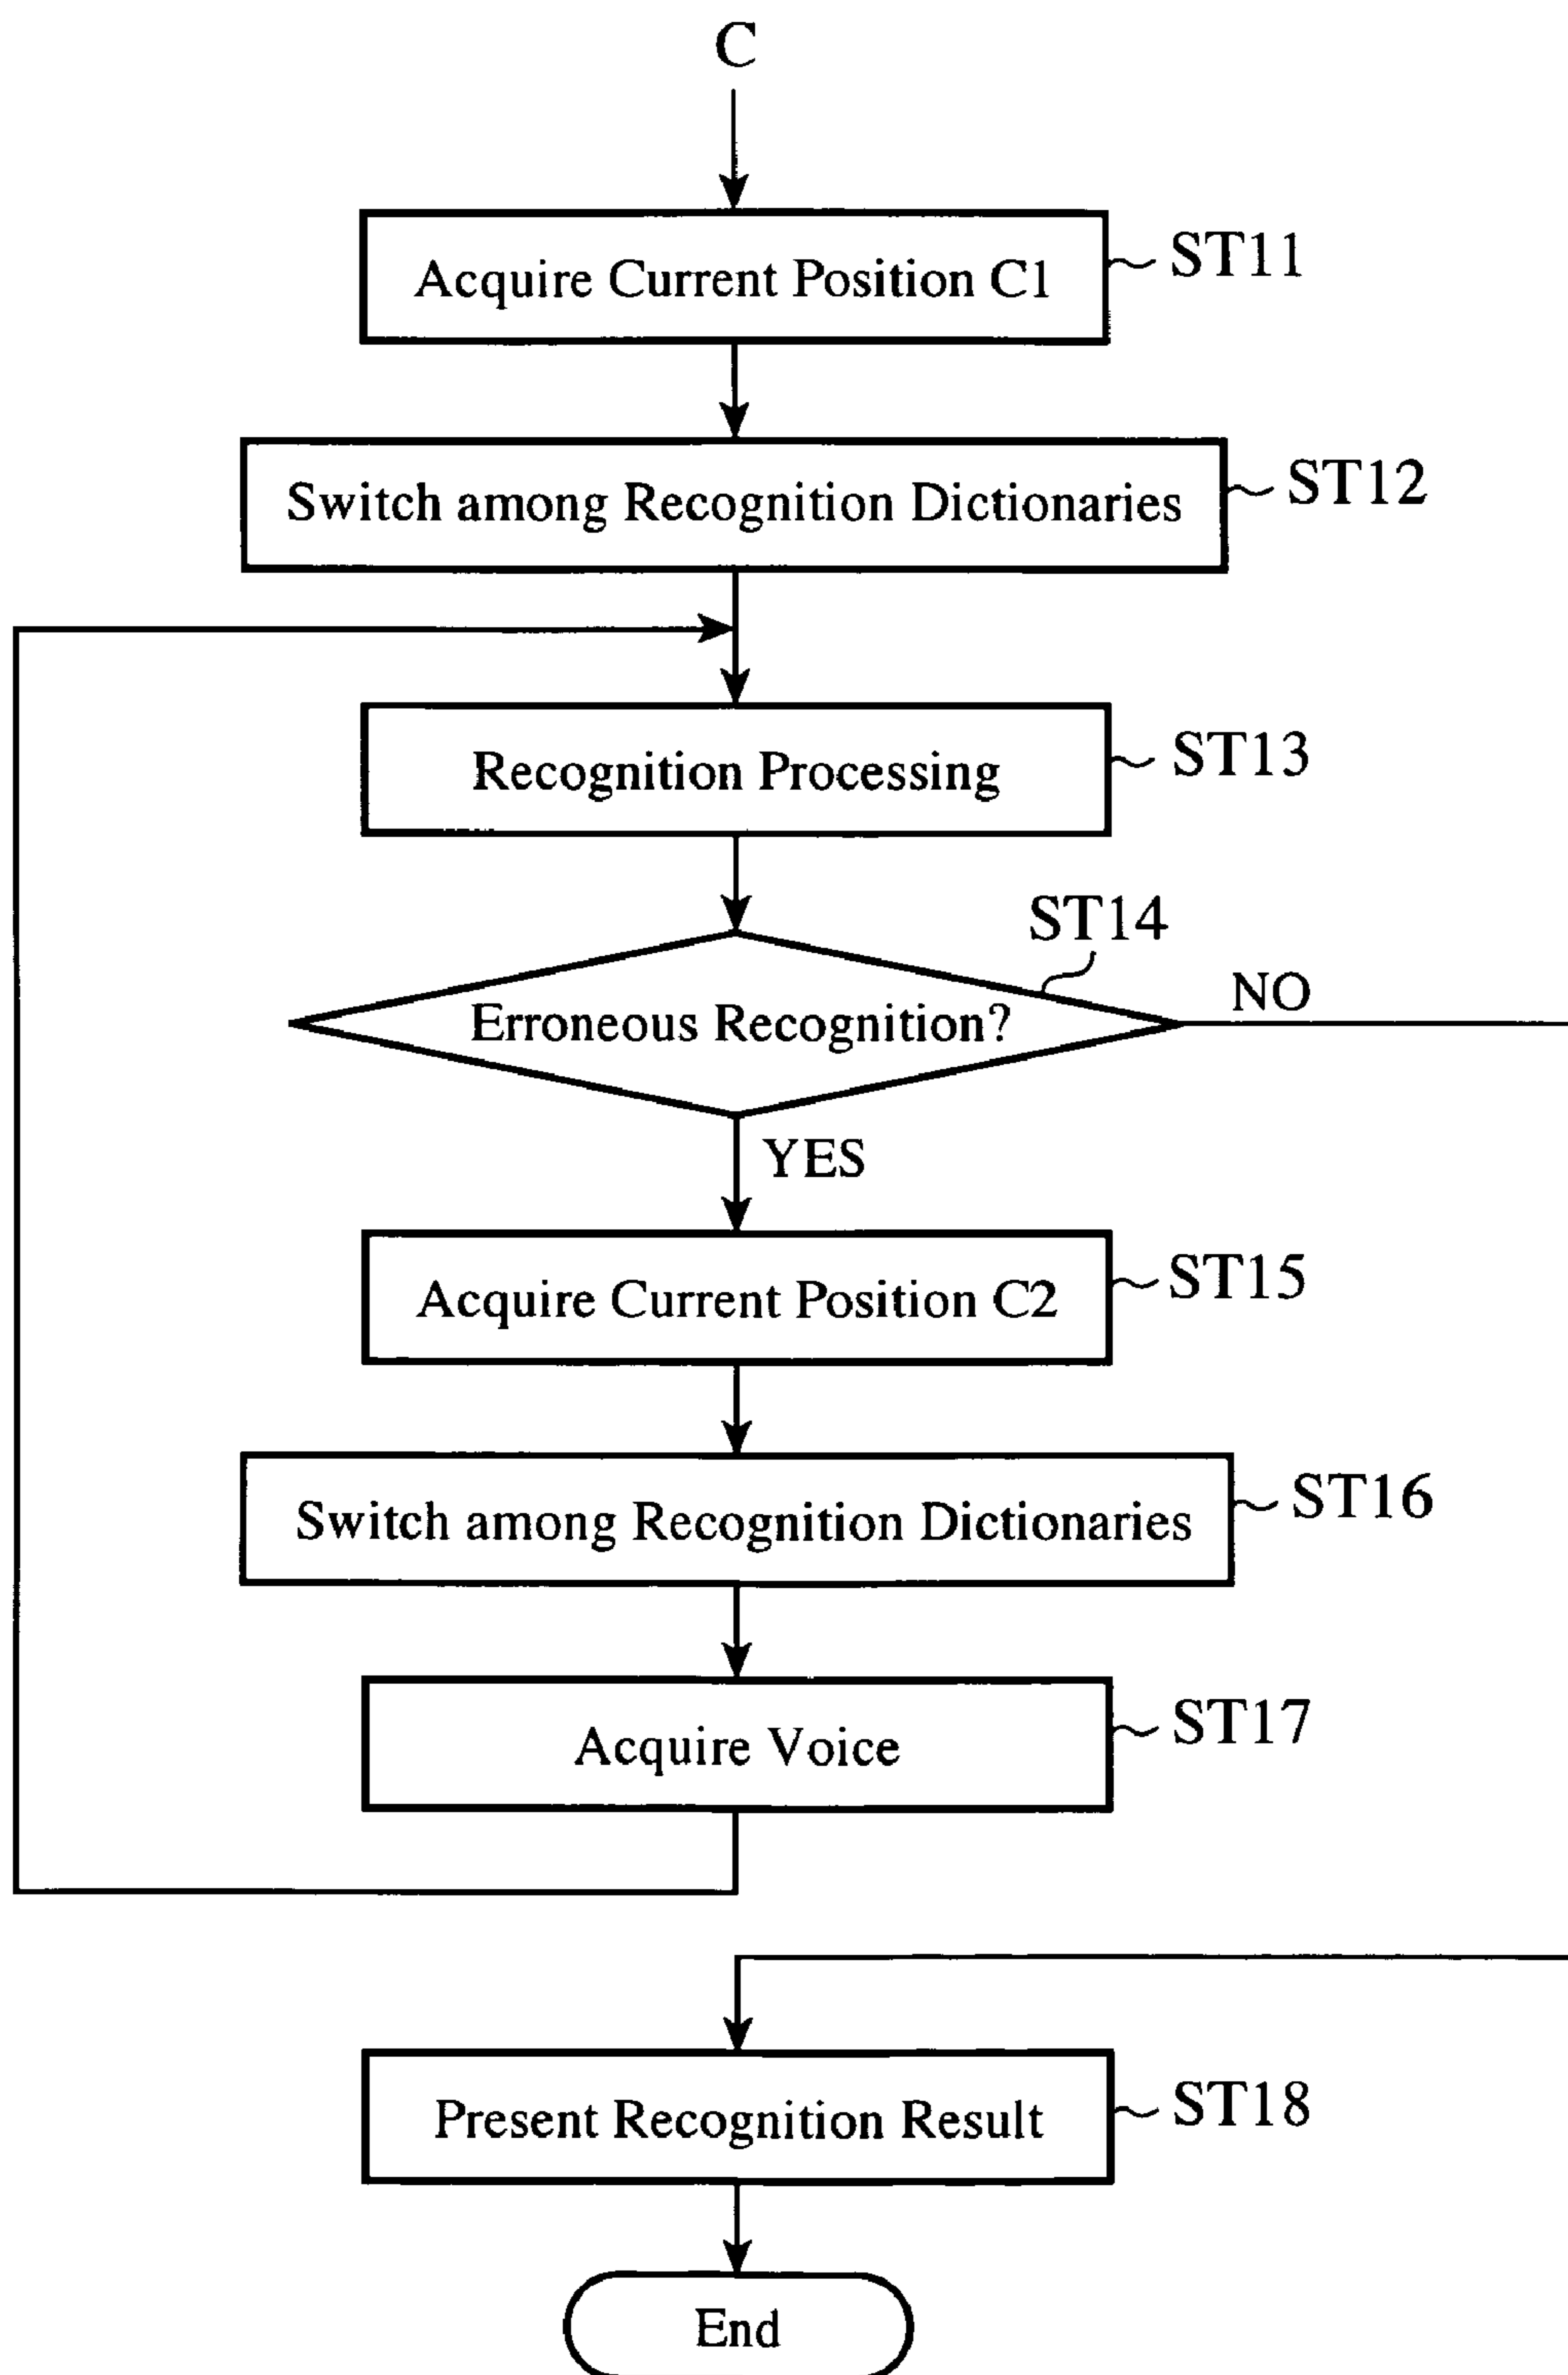 C
Acquire Current Position C1
ST11
Switch among Recognition Dictionaries
ST12
Recognition Processing
ST13
ST14
Erroneous Recognition?
NO
YES
Acquire Current Position C2
ST15
Switch among Recognition Dictionaries
ST16
Acquire Voice
ST17
Present Recognition Result
ST18
End